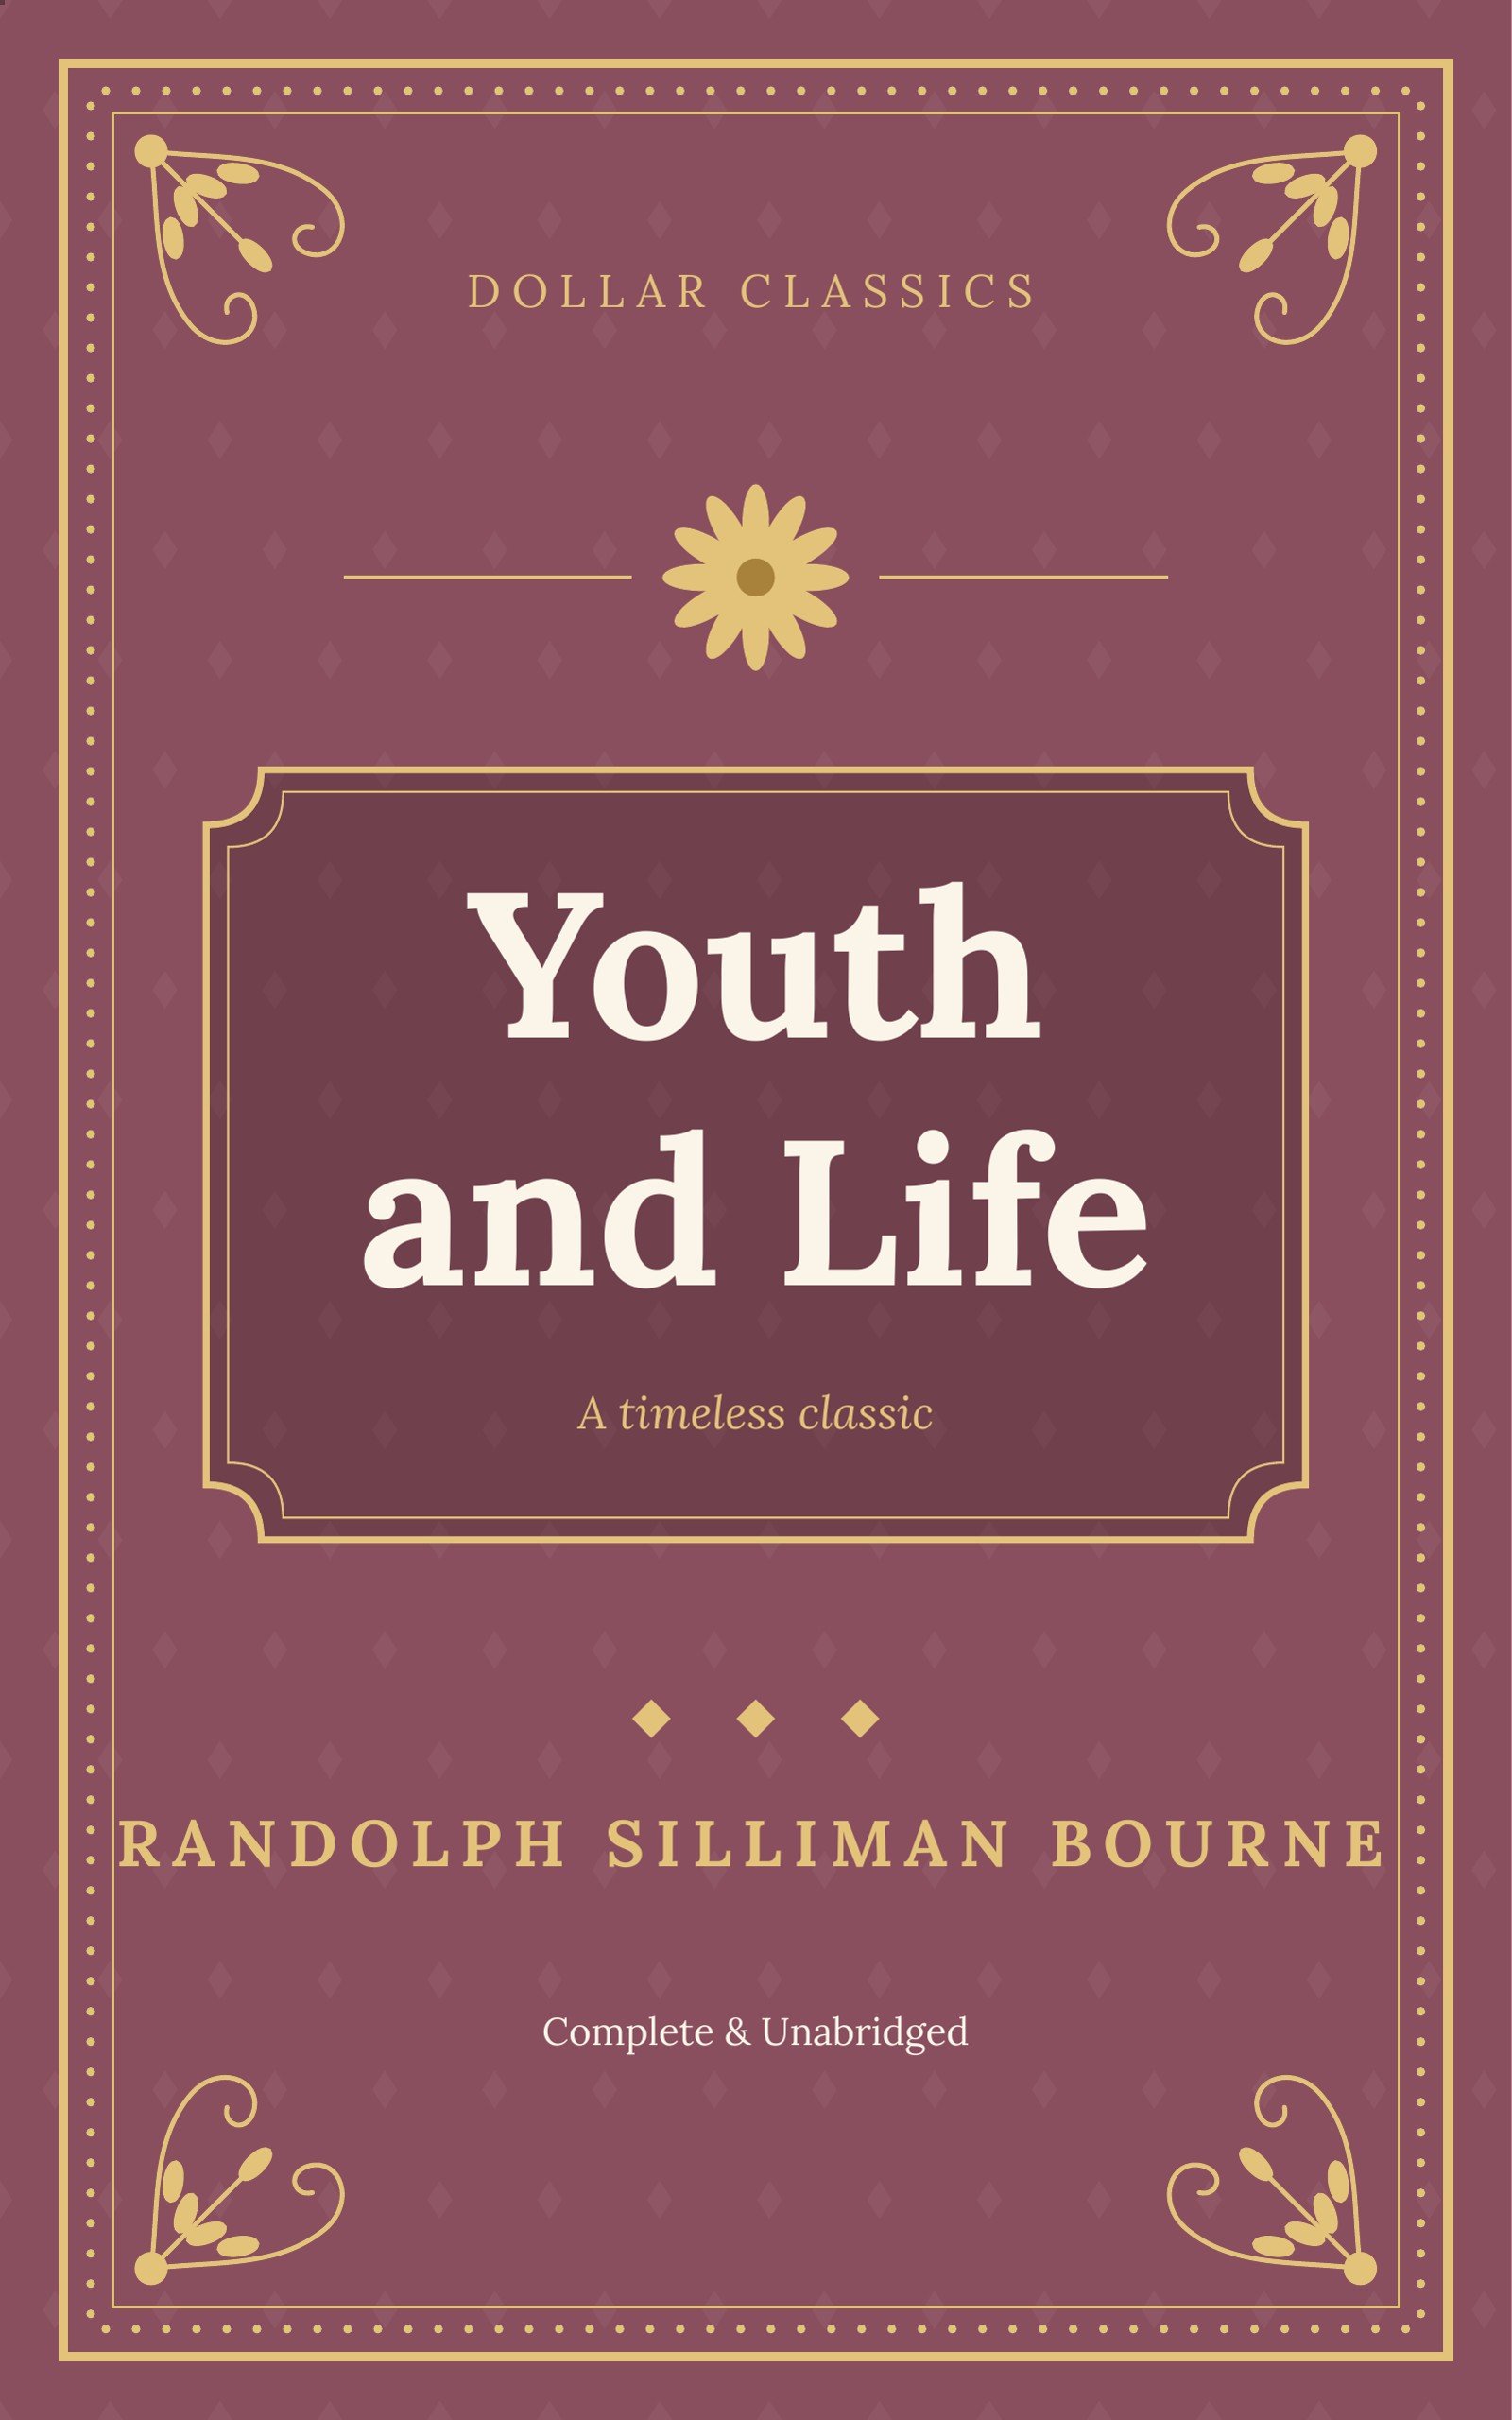 DOLLAR CLASSICS
Youth
and Life
A timeless classic
RANDOLPH SILLIMAN BOURNE
Complete & Unabridged